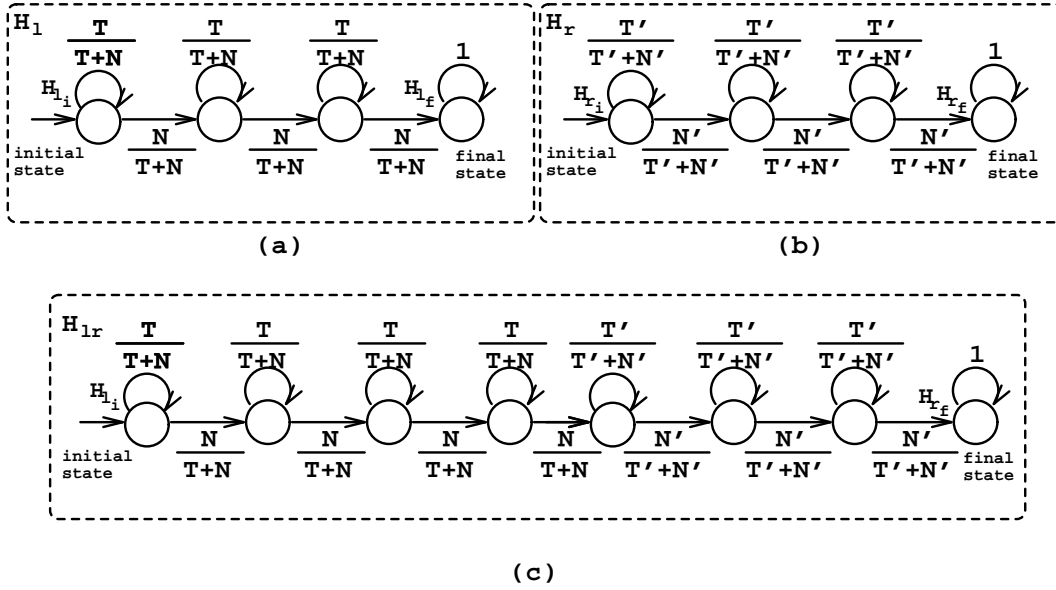 H_l T T T 1
T+N T+N T+N
H_l_i H_l_f
N N N
T+N T+N T+N
initial state
final state
(a)
H_r T' T' T' 1
T'+N' T'+N' T'+N'
H_r_i H_r_f
N' N' N'
T'+N' T'+N' T'+N'
initial state
final state
(b)
H_lr T T T T T' T' T' 1
T+N T+N T+N T+N T'+N' T'+N' T'+N'
H_l_i H_r_f
N N N N N' N' N'
T+N T+N T+N T+N T'+N' T'+N' T'+N'
initial state
final state
(c)